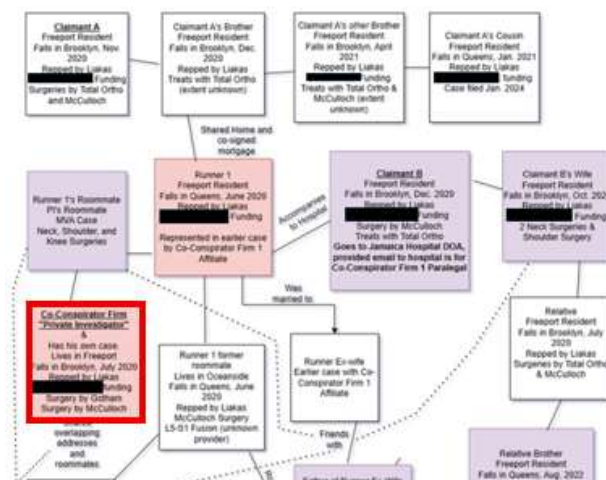 Claimant A
Freeport Resident
Falls in Brooklyn, Nov.
2020
Repped by Liakas
Funding
Surgeries by Total Ortho
and McCulloch
Claimant A's Brother
Freeport Resident
Falls in Brooklyn, Dec.
2020
Repped by Liakas
Funding
Treats with Total Ortho
(extent unknown)
Claimant A's other Brother
Freeport Resident
Falls in Brooklyn, April
2021
Repped by Liakas
Funding
Treats with Total Ortho &
McCulloch (extent
unknown)
Claimant A's Cousin
Freeport Resident
Falls in Queens, Jan. 2021
Repped by Liakas
funding
Case filed Jan. 2024
Shared Home and
co-signed
mortgage
Runner 1's Roommate
PI's Roommate
MVA Case
Neck, Shoulder, and
Knee Surgeries
Runner 1
Freeport Resident
Falls in Queens, June 2020
Repped by Liakas
Funding
Represented in earlier case
by Co-Conspirator Firm 1
Affiliate
Accompanies
to Hospital
Claimant B
Freeport Resident
Falls in Brooklyn, Dec. 2020
Repped by Liakas
Funding
Surgery by McCulloch
Treats with Total Ortho
Goes to Jamaica Hospital DOA,
provided email to hospital is for
Co-Conspirator Firm 1 Paralegal
Claimant B's Wife
Freeport Resident
Falls in Brooklyn, Oct.
Repped by Liakas
Funding
2 Neck Surgeries &
Shoulder Surgery
Was
married to
Co-Conspirator Firm
"Private Investigator"
&
Has his own case.
Lives in Freeport
Falls in Brooklyn, July 2020
Repped by Liakas
funding
Surgery by Gotham
Surgery by McCulloch
Shared
overlapping
addresses
and
roommates
Runner 1 former
roommate
Lives in Oceanside
Falls in Queens, June
2020
Repped by Liakas
McCulloch Surgery
L5-S1 Fusion (unknown
provider)
Runner Ex-wife
Earlier case with Co-
Conspirator Firm 1
Affiliate
Friends
with
Relative
Freeport Resident
Falls in Brooklyn, July
2020
Repped by Liakas
Surgeries by Total Ortho
& McCulloch
Relative Brother
Freeport Resident
Falls in Queens, Aug. 2022